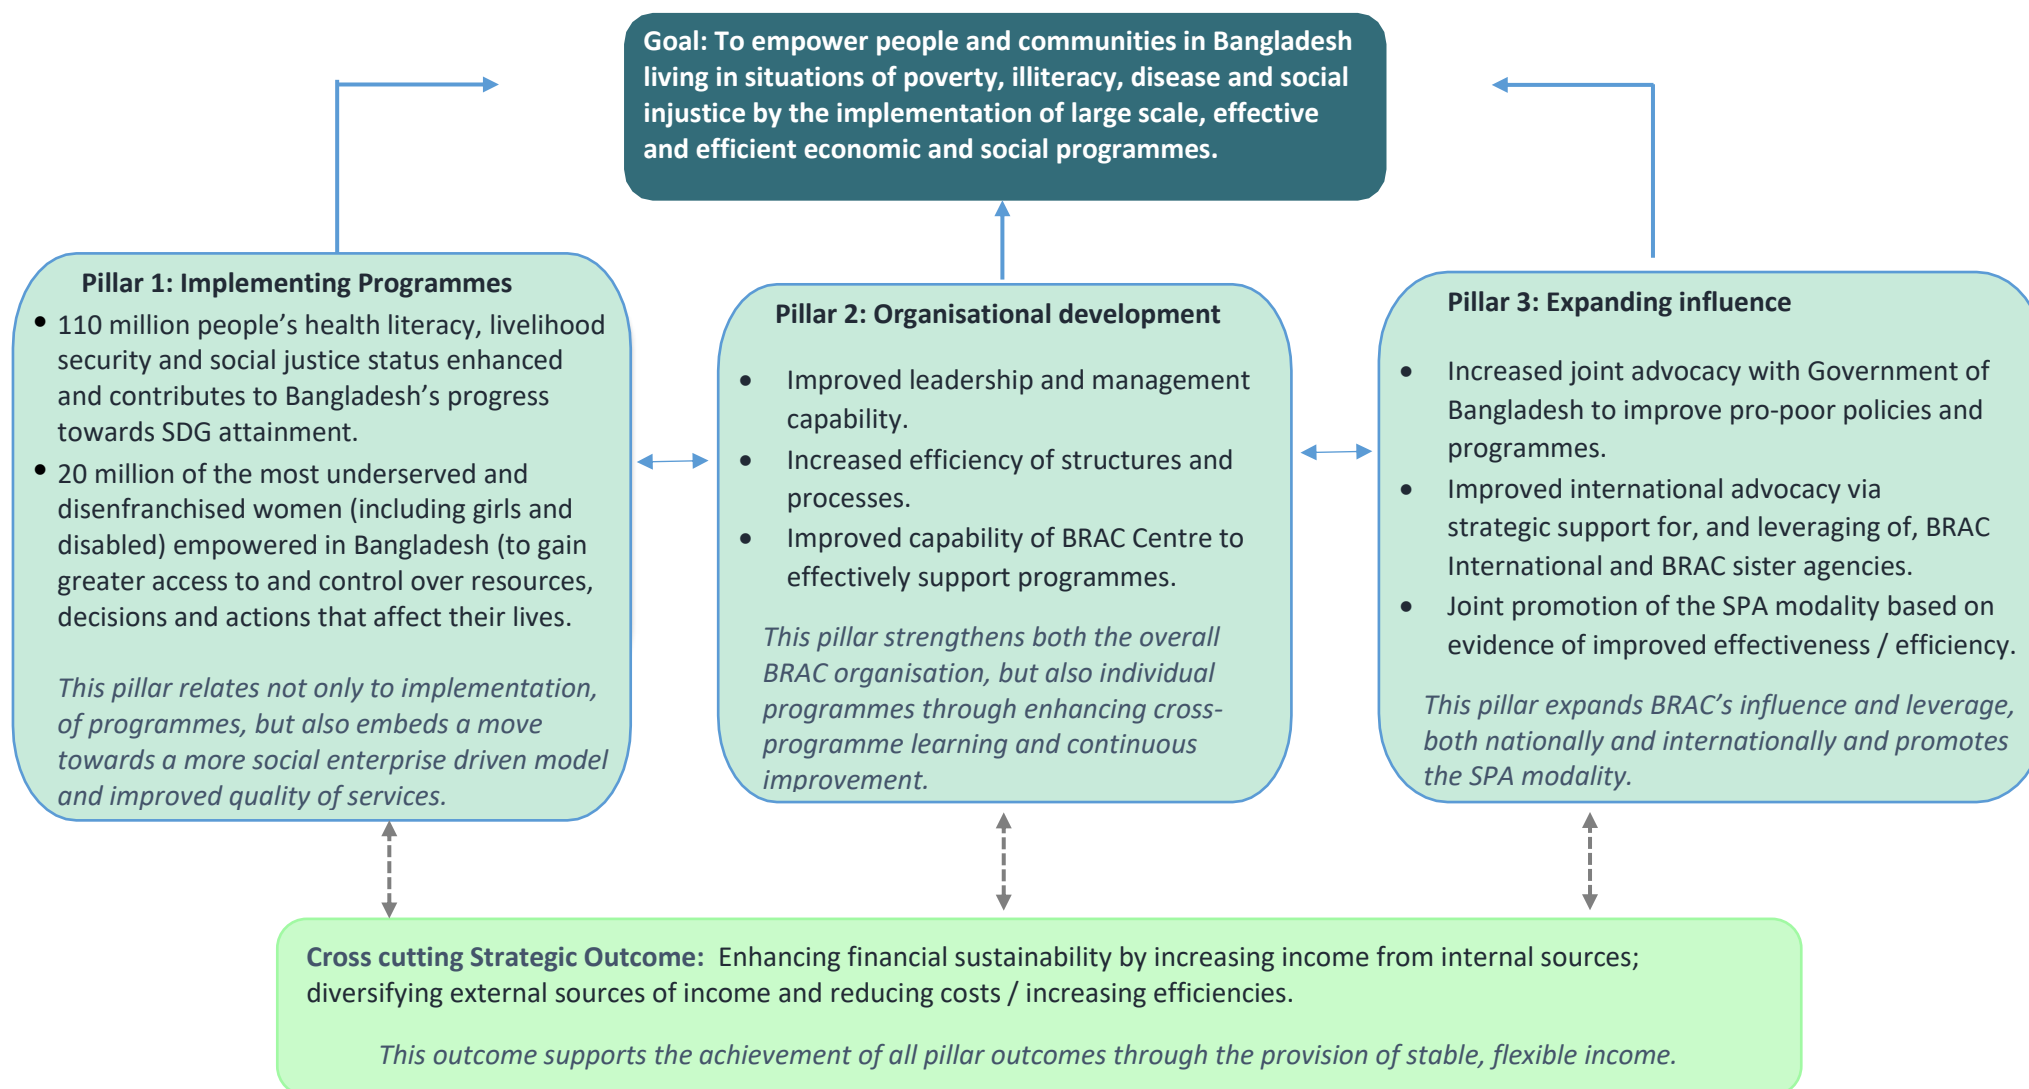 Goal: To empower people and communities in Bangladesh
living in situations of poverty, illiteracy, disease and social
injustice by the implementation of large scale, effective
and efficient economic and social programmes.
Pillar 1: Implementing Programmes
• 110 million people’s health literacy, livelihood
security and social justice status enhanced
and contributes to Bangladesh’s progress
towards SDG attainment.
• 20 million of the most underserved and
disenfranchised women (including girls and
disabled) empowered in Bangladesh (to gain
greater access to and control over resources,
decisions and actions that affect their lives.
This pillar relates not only to implementation,
of programmes, but also embeds a move
towards a more social enterprise driven model
and improved quality of services.
Pillar 2: Organisational development
• Improved leadership and management
capability.
• Increased efficiency of structures and
processes.
• Improved capability of BRAC Centre to
effectively support programmes.
This pillar strengthens both the overall
BRAC organisation, but also individual
programmes through enhancing cross-
programme learning and continuous
improvement.
Pillar 3: Expanding influence
• Increased joint advocacy with Government of
Bangladesh to improve pro-poor policies and
programmes.
• Improved international advocacy via
strategic support for, and leveraging of, BRAC
International and BRAC sister agencies.
• Joint promotion of the SPA modality based on
evidence of improved effectiveness / efficiency.
This pillar expands BRAC’s influence and leverage,
both nationally and internationally and promotes
the SPA modality.
Cross cutting Strategic Outcome: Enhancing financial sustainability by increasing income from internal sources;
diversifying external sources of income and reducing costs / increasing efficiencies.
This outcome supports the achievement of all pillar outcomes through the provision of stable, flexible income.